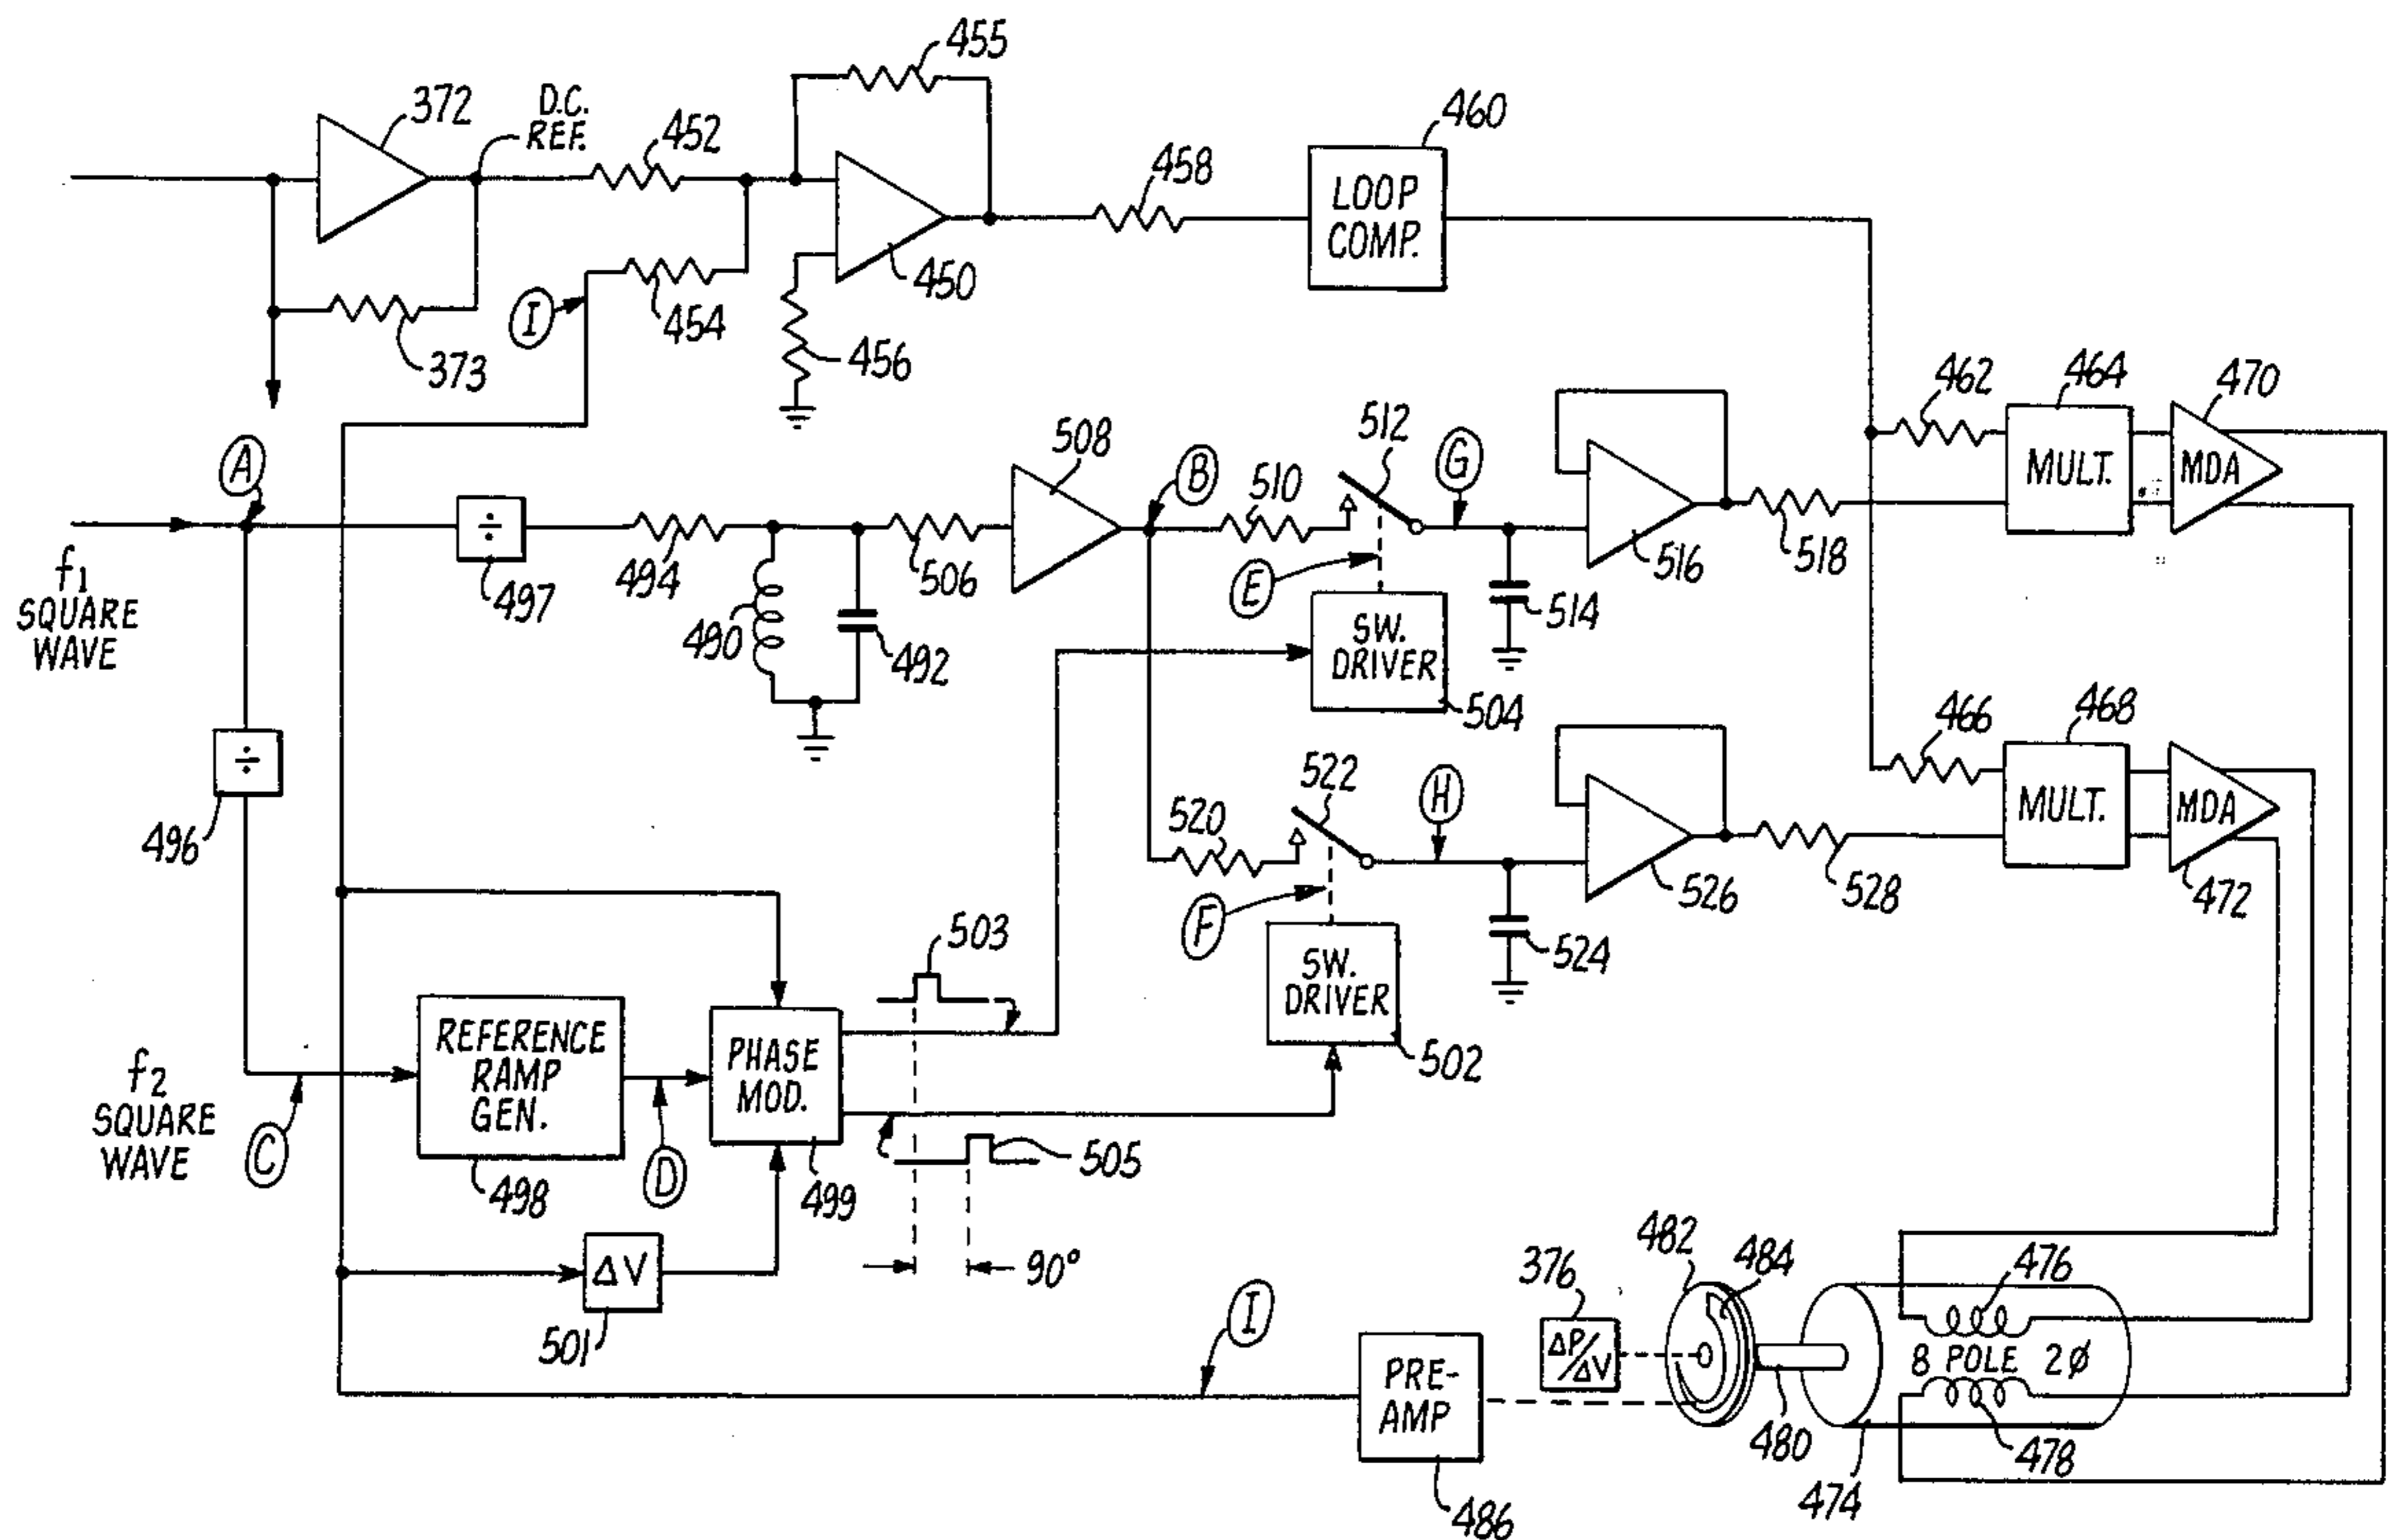 455
372
D.C.
REF.
452
460
458
LOOP
COMP.
450
I
454
373
456
462
464
470
A
508
512
G
510
B
MULT.
MDA
÷
497
494
506
516
518
f1
SQUARE
WAVE
490
492
E
514
SW.
DRIVER
504
466
468
÷
496
522
H
520
MULT.
MDA
526
528
472
F
524
503
SW.
DRIVER
502
REFERENCE
RAMP
GEN.
PHASE
MOD.
f2
SQUARE
WAVE
C
498
D
499
505
ΔV
501
90°
I
376
482
484
476
ΔP/ΔV
8 POLE 2ø
PRE-
AMP
480
478
474
486